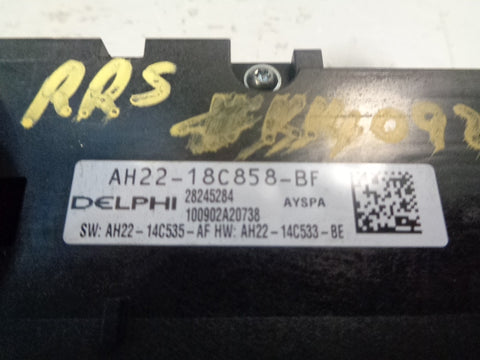 RRS
AH22-18C858-BF
DELPHI 28245284 AYSPA
100902A20738
SW: AH22-14C535-AF HW: AH22-14C533-BE